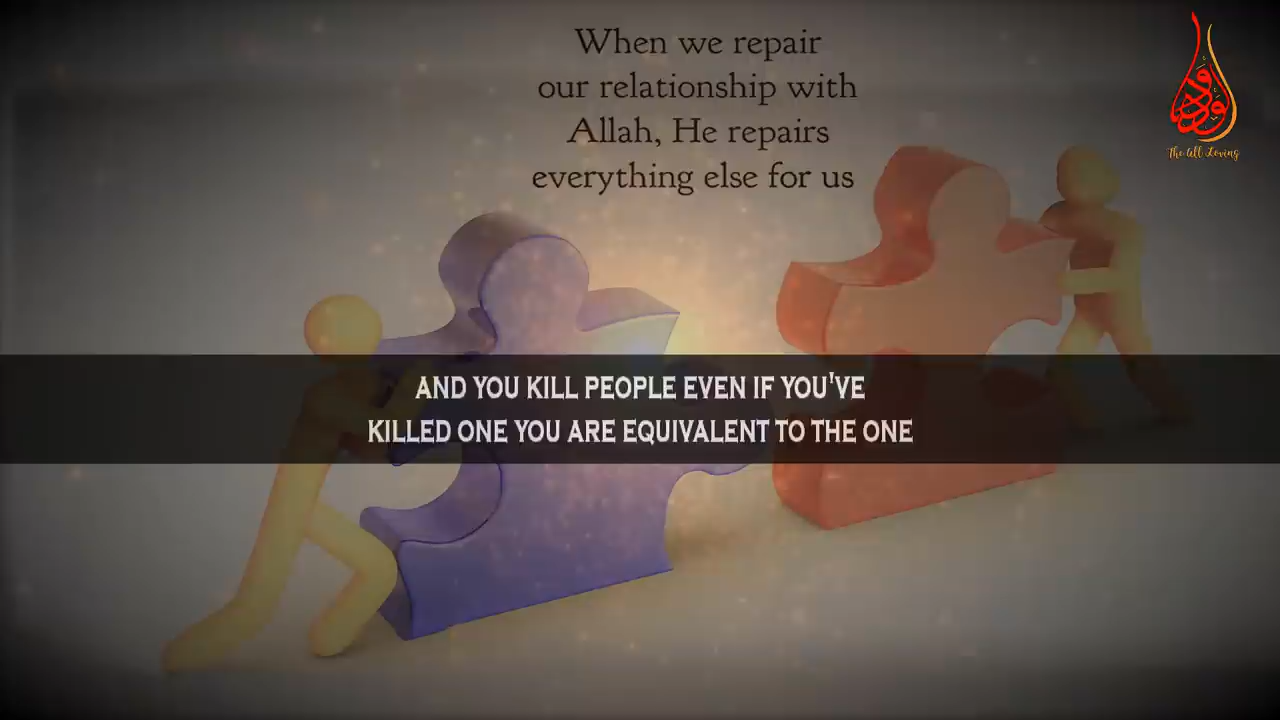 When we repair
our relationship with
Allah, He repairs
everything else for us
الودود
The All Loving
AND YOU KILL PEOPLE EVEN IF YOU'VE
KILLED ONE YOU ARE EQUIVALENT TO THE ONE